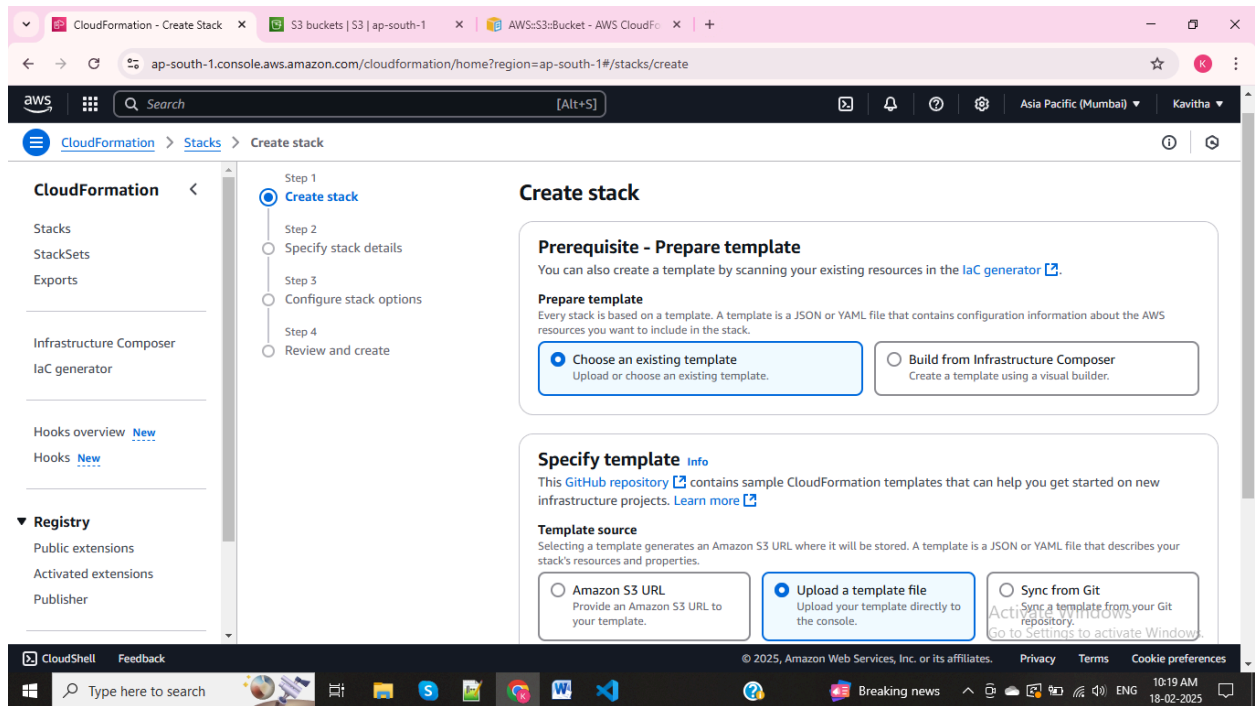 CloudFormation - Create Stack
S3 buckets | S3 | ap-south-1
AWS::S3::Bucket - AWS CloudFo
ap-south-1.console.aws.amazon.com/cloudformation/home?region=ap-south-1#/stacks/create
K
aws
Search
[Alt+S]
Asia Pacific (Mumbai)
Kavitha
CloudFormation
Stacks
Create stack
CloudFormation
Stacks
StackSets
Exports
Infrastructure Composer
IaC generator
Hooks overview New
Hooks New
Registry
Public extensions
Activated extensions
Publisher
Step 1
Create stack
Step 2
Specify stack details
Step 3
Configure stack options
Step 4
Review and create
Create stack
Prerequisite - Prepare template
You can also create a template by scanning your existing resources in the IaC generator.
Prepare template
Every stack is based on a template. A template is a JSON or YAML file that contains configuration information about the AWS
resources you want to include in the stack.
Choose an existing template
Upload or choose an existing template.
Build from Infrastructure Composer
Create a template using a visual builder.
Specify template Info
This GitHub repository contains sample CloudFormation templates that can help you get started on new
infrastructure projects. Learn more
Template source
Selecting a template generates an Amazon S3 URL where it will be stored. A template is a JSON or YAML file that describes your
stack's resources and properties.
Amazon S3 URL
Provide an Amazon S3 URL to
your template.
Upload a template file
Upload your template directly to
the console.
Sync from Git
Sync a template from your Git
repository.
Activate Windows
Go to Settings to activate Windows.
CloudShell
Feedback
© 2025, Amazon Web Services, Inc. or its affiliates.
Privacy
Terms
Cookie preferences
Type here to search
Breaking news
ENG
10:19 AM
18-02-2025